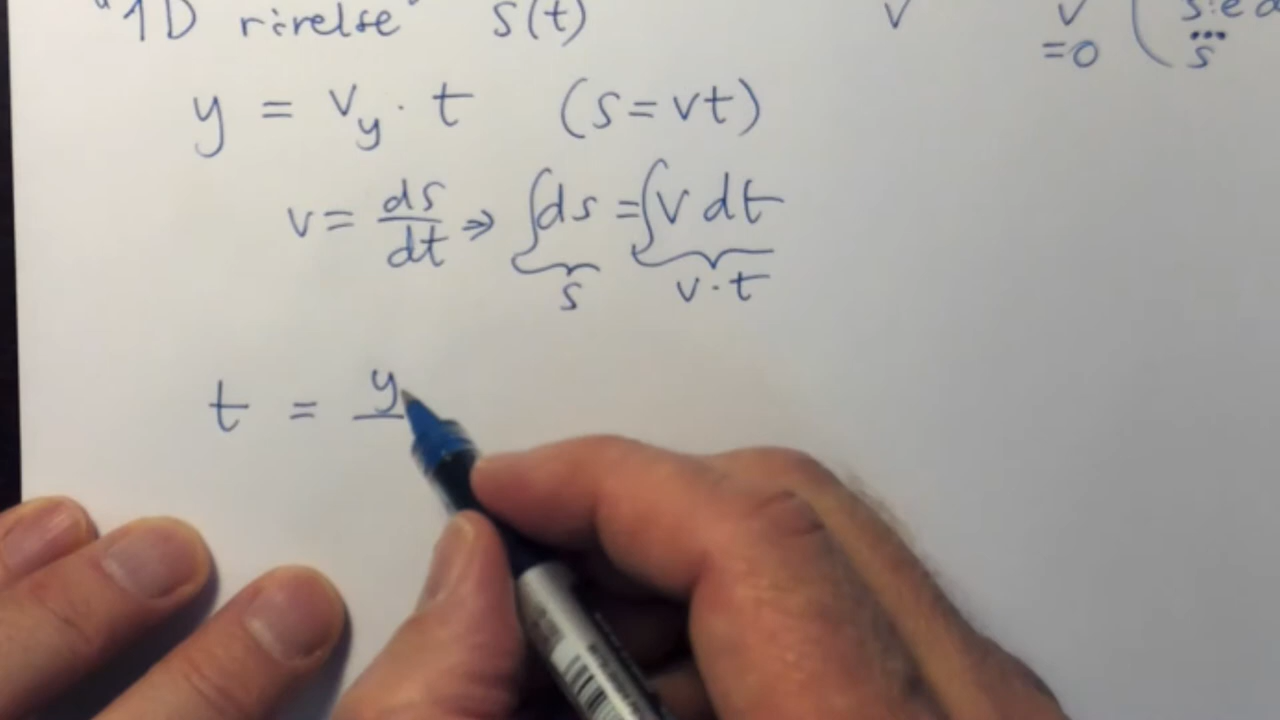 "1D rörelse" s(t) v v (s
=0 s
y = v_y · t (s = vt)
v = ds/dt ⇒ ∫ds = ∫v dt
s v · t
t = y